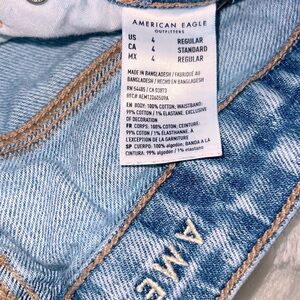 AMERICAN EAGLE
OUTFITTERS
US 4 REGULAR
CA 4 STANDARD
MX 4 REGULAR
MADE IN BANGLADESH / FABRIQUÉ AU
BANGLADESH / HECHO EN BANGLADESH
RN 54485 / CA 03873
EN BODY: 100% COTTON; WAISTBAND:
99% COTTON / 1% ELASTANE, EXCLUSIVE
OF DECORATION
FR CORPS: 100% COTON; CEINTURE:
99% COTON / 1% ÉLASTHANNE, À
L'EXCEPTION DE LA GARNITURE
SP CUERPO: 100% algodón; BANDA A LA
CINTURA: 99% algodón / 1% elastano
AME